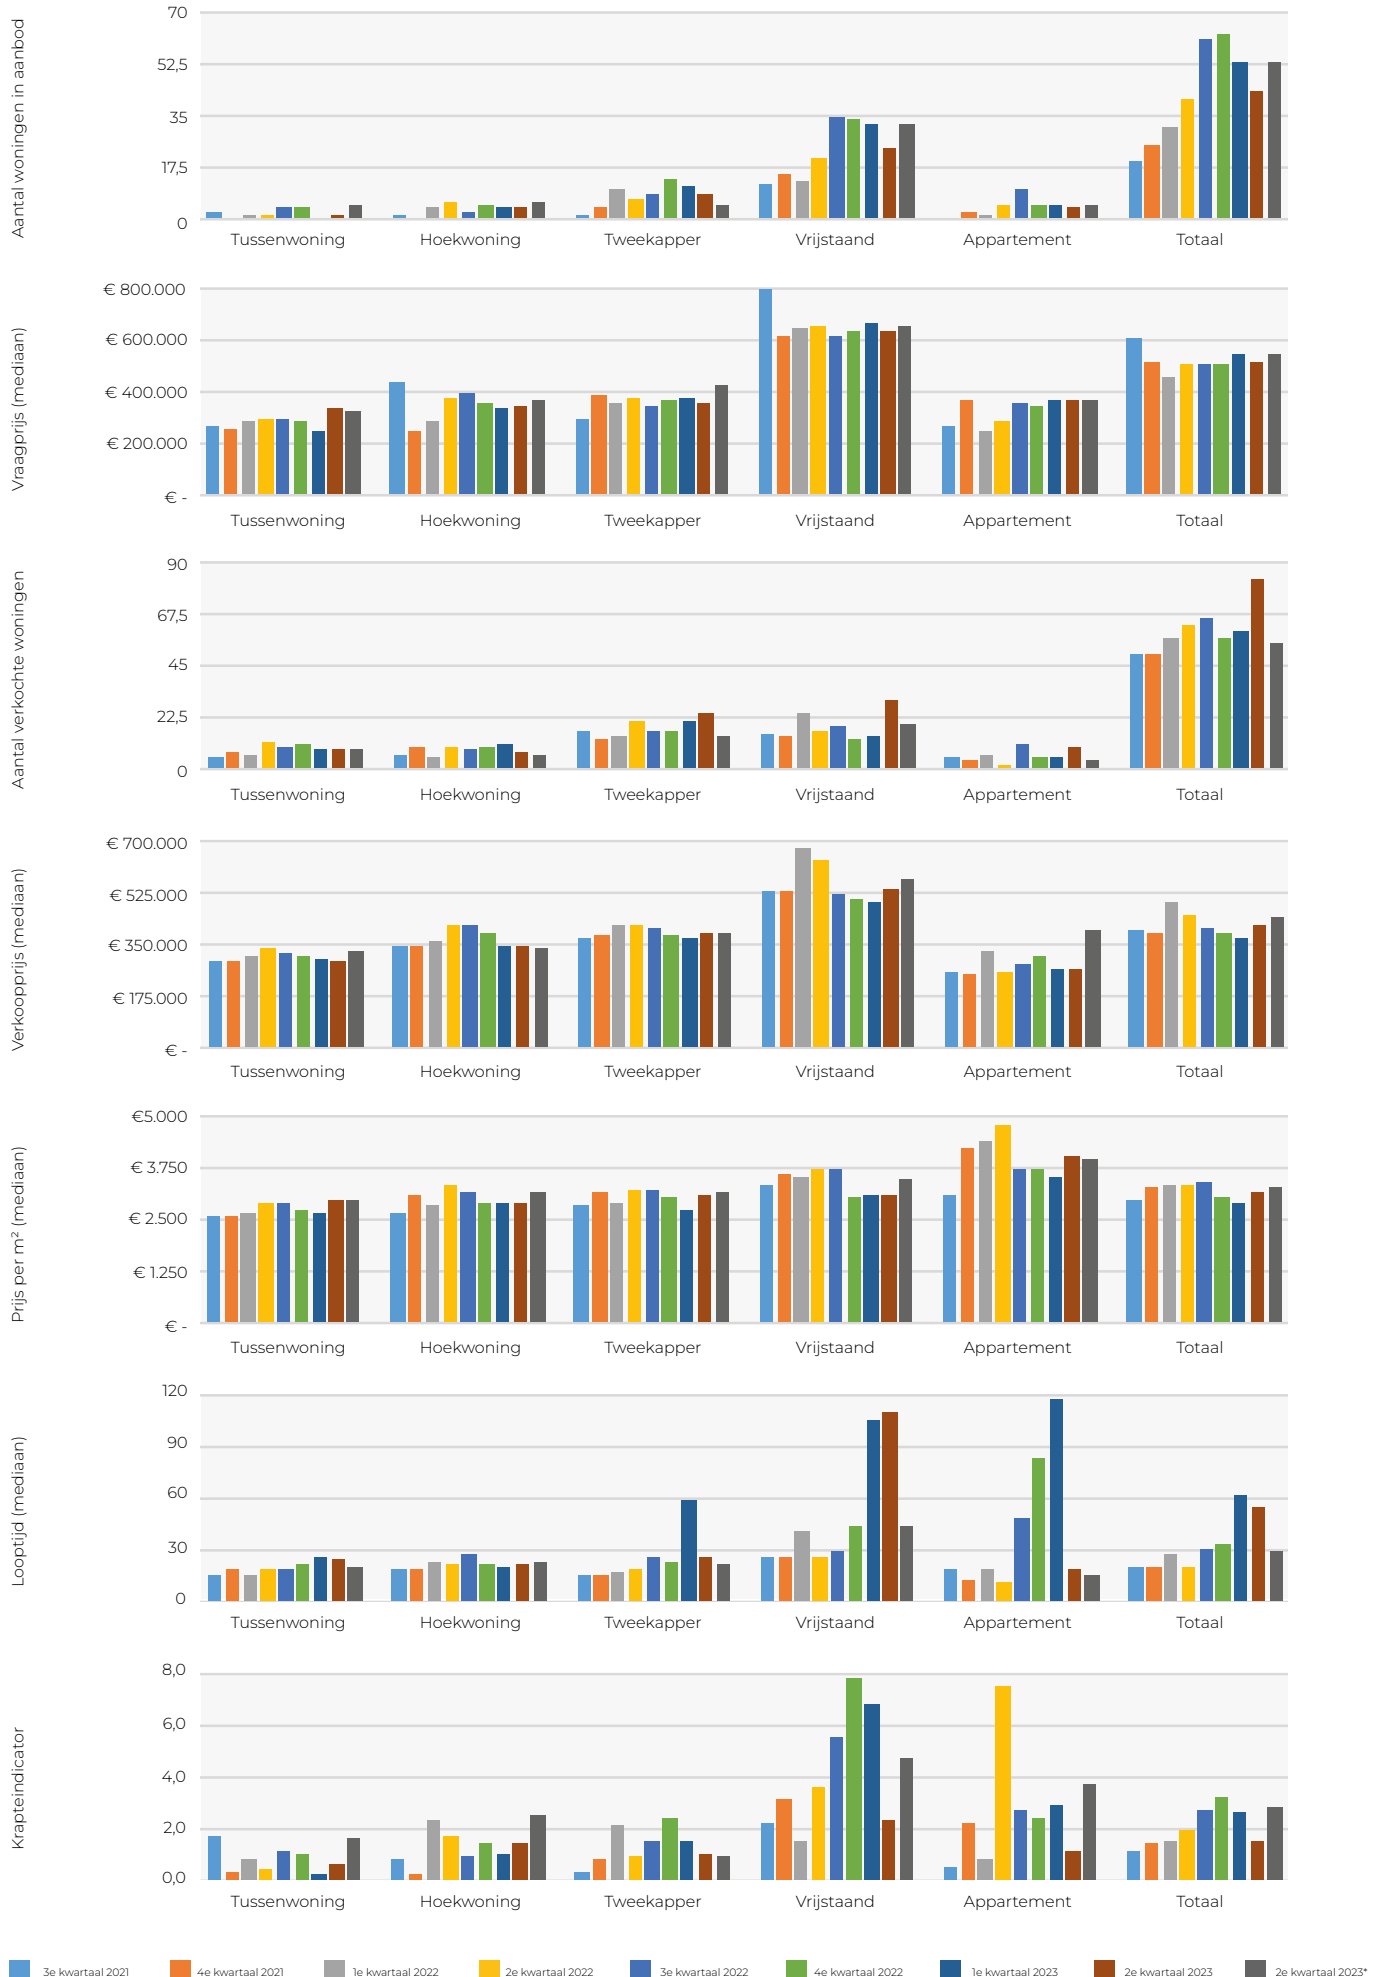 Aantal woningen in aanbod
70
52,5
35
17,5
0
Tussenwoning Hoekwoning Tweekapper Vrijstaand Appartement Totaal
Vraagprijs (mediaan)
€ 800.000
€ 600.000
€ 400.000
€ 200.000
€ -
Tussenwoning Hoekwoning Tweekapper Vrijstaand Appartement Totaal
Aantal verkochte woningen
90
67,5
45
22,5
0
Tussenwoning Hoekwoning Tweekapper Vrijstaand Appartement Totaal
Verkoopprijs (mediaan)
€ 700.000
€ 525.000
€ 350.000
€ 175.000
€ -
Tussenwoning Hoekwoning Tweekapper Vrijstaand Appartement Totaal
Prijs per m² (mediaan)
€5.000
€ 3.750
€ 2.500
€ 1.250
€ -
Tussenwoning Hoekwoning Tweekapper Vrijstaand Appartement Totaal
Looptijd (mediaan)
120
90
60
30
0
Tussenwoning Hoekwoning Tweekapper Vrijstaand Appartement Totaal
Krapteindicator
8,0
6,0
4,0
2,0
0,0
Tussenwoning Hoekwoning Tweekapper Vrijstaand Appartement Totaal
3e kwartaal 2021 4e kwartaal 2021 1e kwartaal 2022 2e kwartaal 2022 3e kwartaal 2022 4e kwartaal 2022 1e kwartaal 2023 2e kwartaal 2023 2e kwartaal 2023*